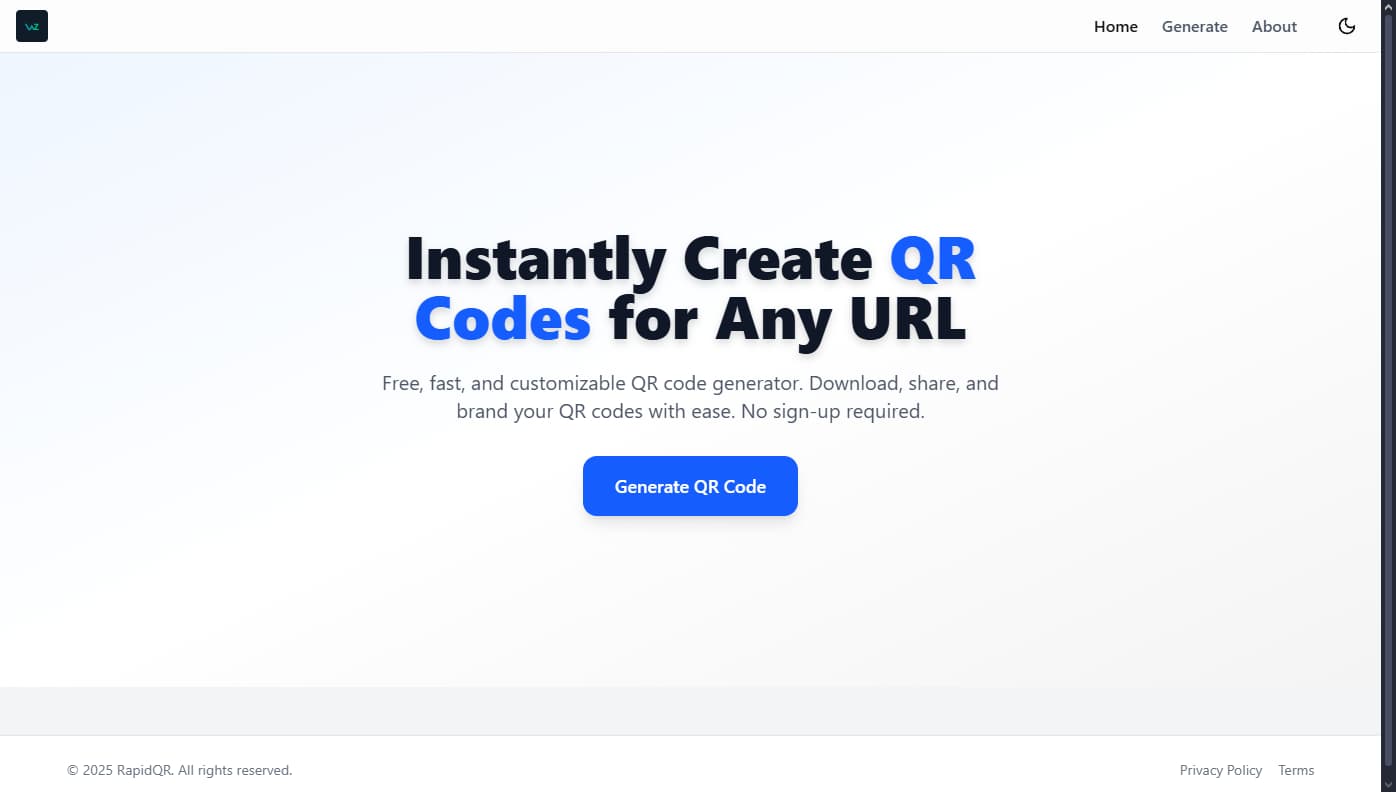 WZ
Home Generate About
Instantly Create QR
Codes for Any URL
Free, fast, and customizable QR code generator. Download, share, and
brand your QR codes with ease. No sign-up required.
Generate QR Code
© 2025 RapidQR. All rights reserved.
Privacy Policy Terms